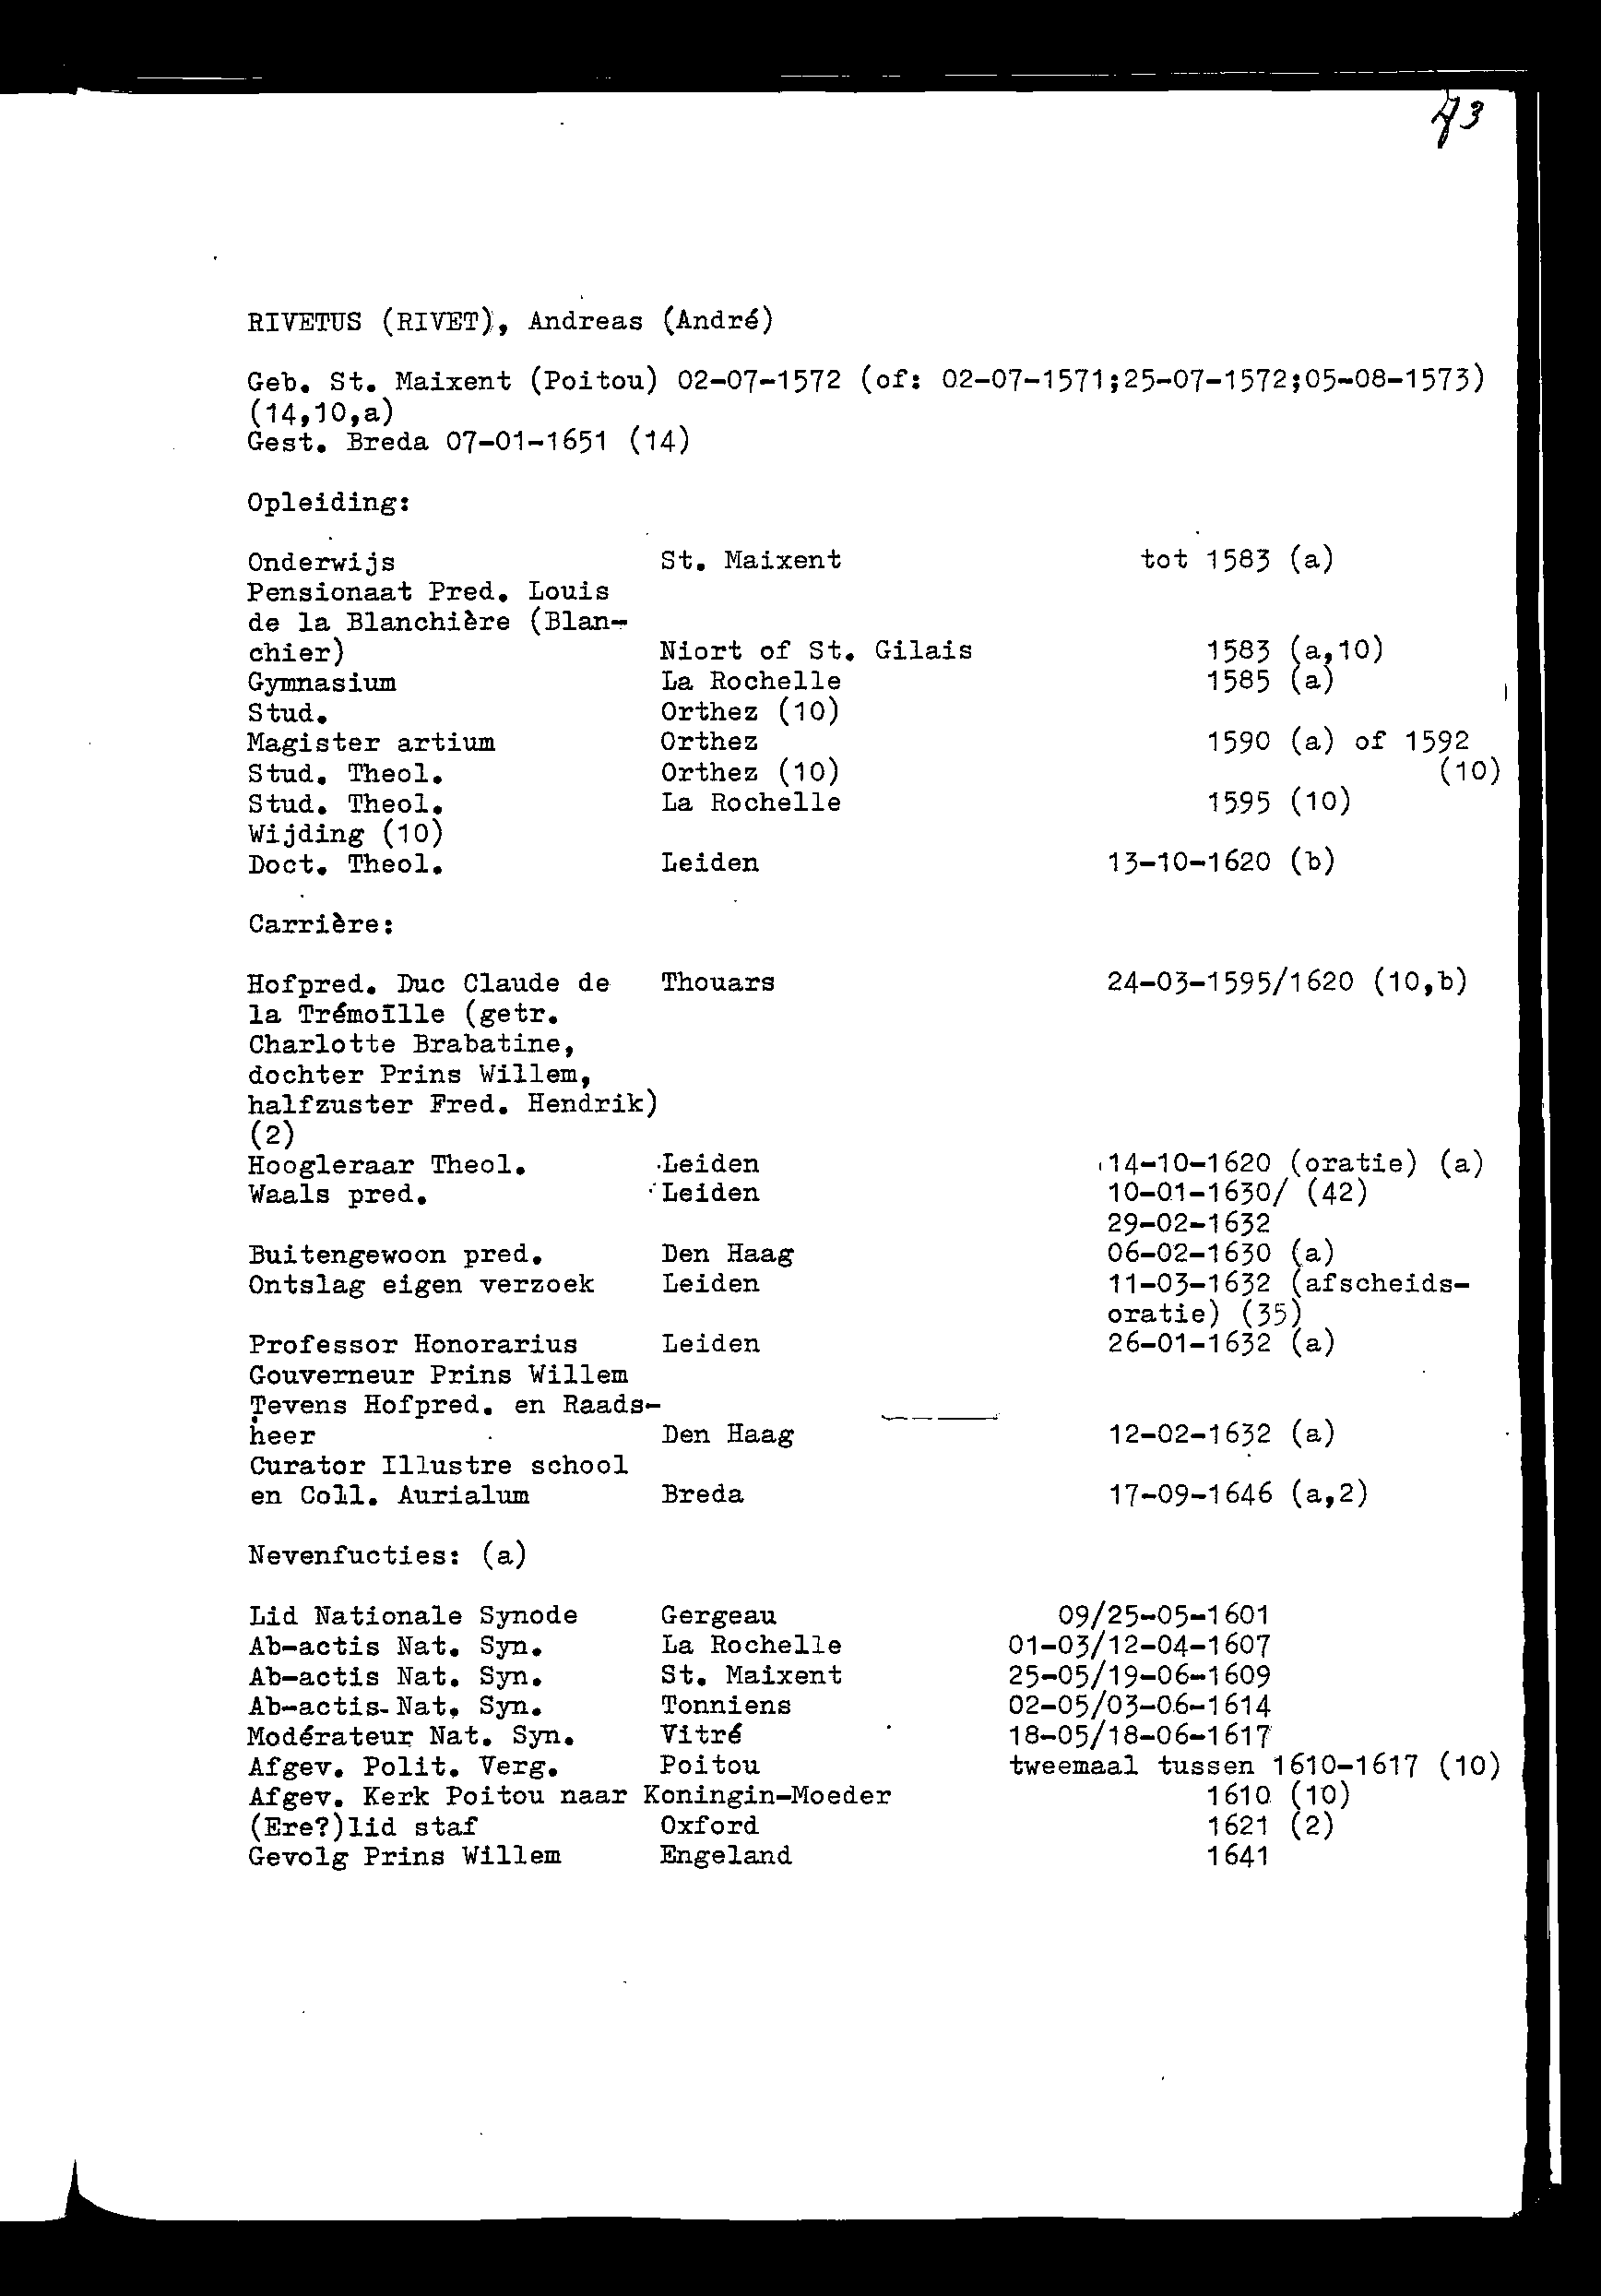 73
RIVETUS (RIVET), Andreas (André)
Geb. St. Maixent (Poitou) 02-07-1572 (of: 02-07-1571;25-07-1572;05-08-1573)
(14,10,a)
Gest. Breda 07-01-1651 (14)
Opleiding:
Onderwijs St. Maixent tot 1583 (a)
Pensionaat Pred. Louis
de la Blanchière (Blan-
chier) Niort of St. Gilais 1583 (a,10)
Gymnasium La Rochelle 1585 (a)
Stud. Orthez (10)
Magister artium Orthez 1590 (a) of 1592
Stud. Theol. Orthez (10) (10)
Stud. Theol. La Rochelle 1595 (10)
Wijding (10)
Doct. Theol. Leiden 13-10-1620 (b)
Carrière:
Hofpred. Duc Claude de Thouars 24-03-1595/1620 (10,b)
la Trémoïlle (getr.
Charlotte Brabatine,
dochter Prins Willem,
halfzuster Fred. Hendrik)
(2)
Hoogleraar Theol. Leiden 14-10-1620 (oratie) (a)
Waals pred. Leiden 10-01-1630/ (42)
29-02-1632
Buitengewoon pred. Den Haag 06-02-1630 (a)
Ontslag eigen verzoek Leiden 11-03-1632 (afscheids-
oratie) (35)
Professor Honorarius Leiden 26-01-1632 (a)
Gouverneur Prins Willem
Tevens Hofpred. en Raads-
heer Den Haag 12-02-1632 (a)
Curator Illustre school
en Coll. Aurialum Breda 17-09-1646 (a,2)
Nevenfucties: (a)
Lid Nationale Synode Gergeau 09/25-05-1601
Ab-actis Nat. Syn. La Rochelle 01-03/12-04-1607
Ab-actis Nat. Syn. St. Maixent 25-05/19-06-1609
Ab-actis Nat. Syn. Tonniens 02-05/03-06-1614
Modérateur Nat. Syn. Vitré 18-05/18-06-1617
Afgev. Polit. Verg. Poitou tweemaal tussen 1610-1617 (10)
Afgev. Kerk Poitou naar Koningin-Moeder 1610 (10)
(Ere?)lid staf Oxford 1621 (2)
Gevolg Prins Willem Engeland 1641